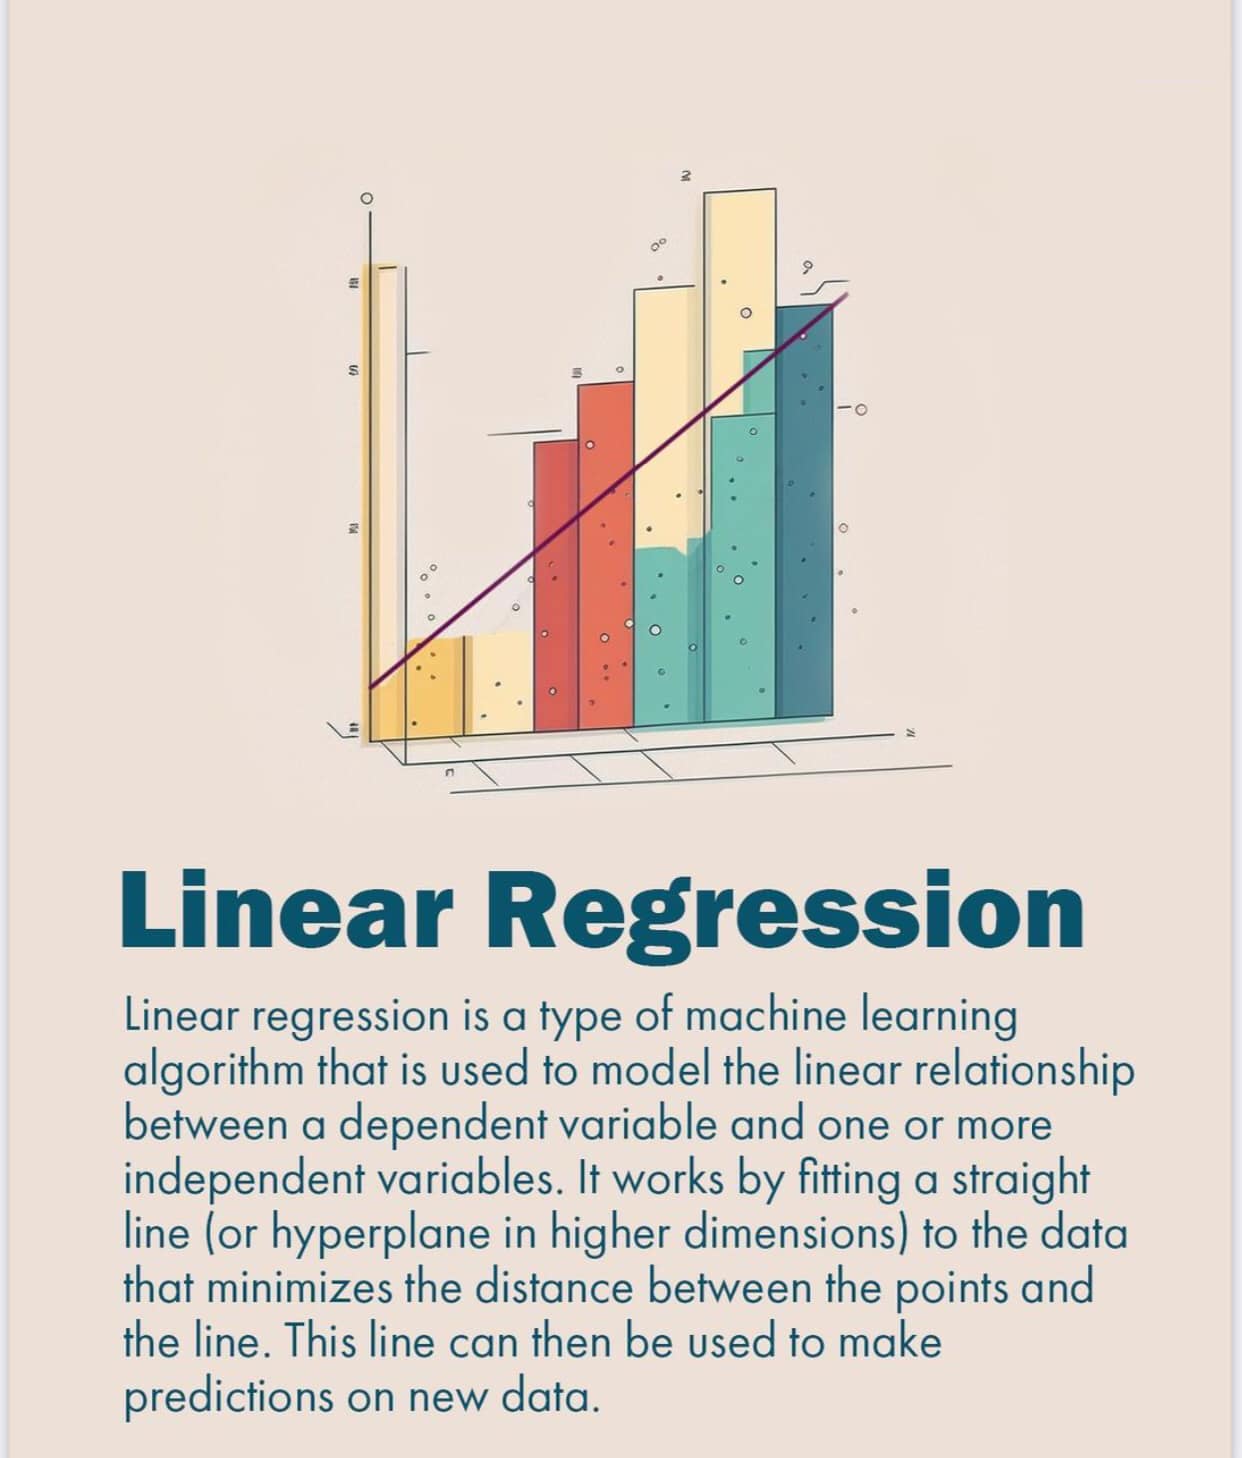 Linear Regression
Linear regression is a type of machine learning
algorithm that is used to model the linear relationship
between a dependent variable and one or more
independent variables. It works by fitting a straight
line (or hyperplane in higher dimensions) to the data
that minimizes the distance between the points and
the line. This line can then be used to make
predictions on new data.